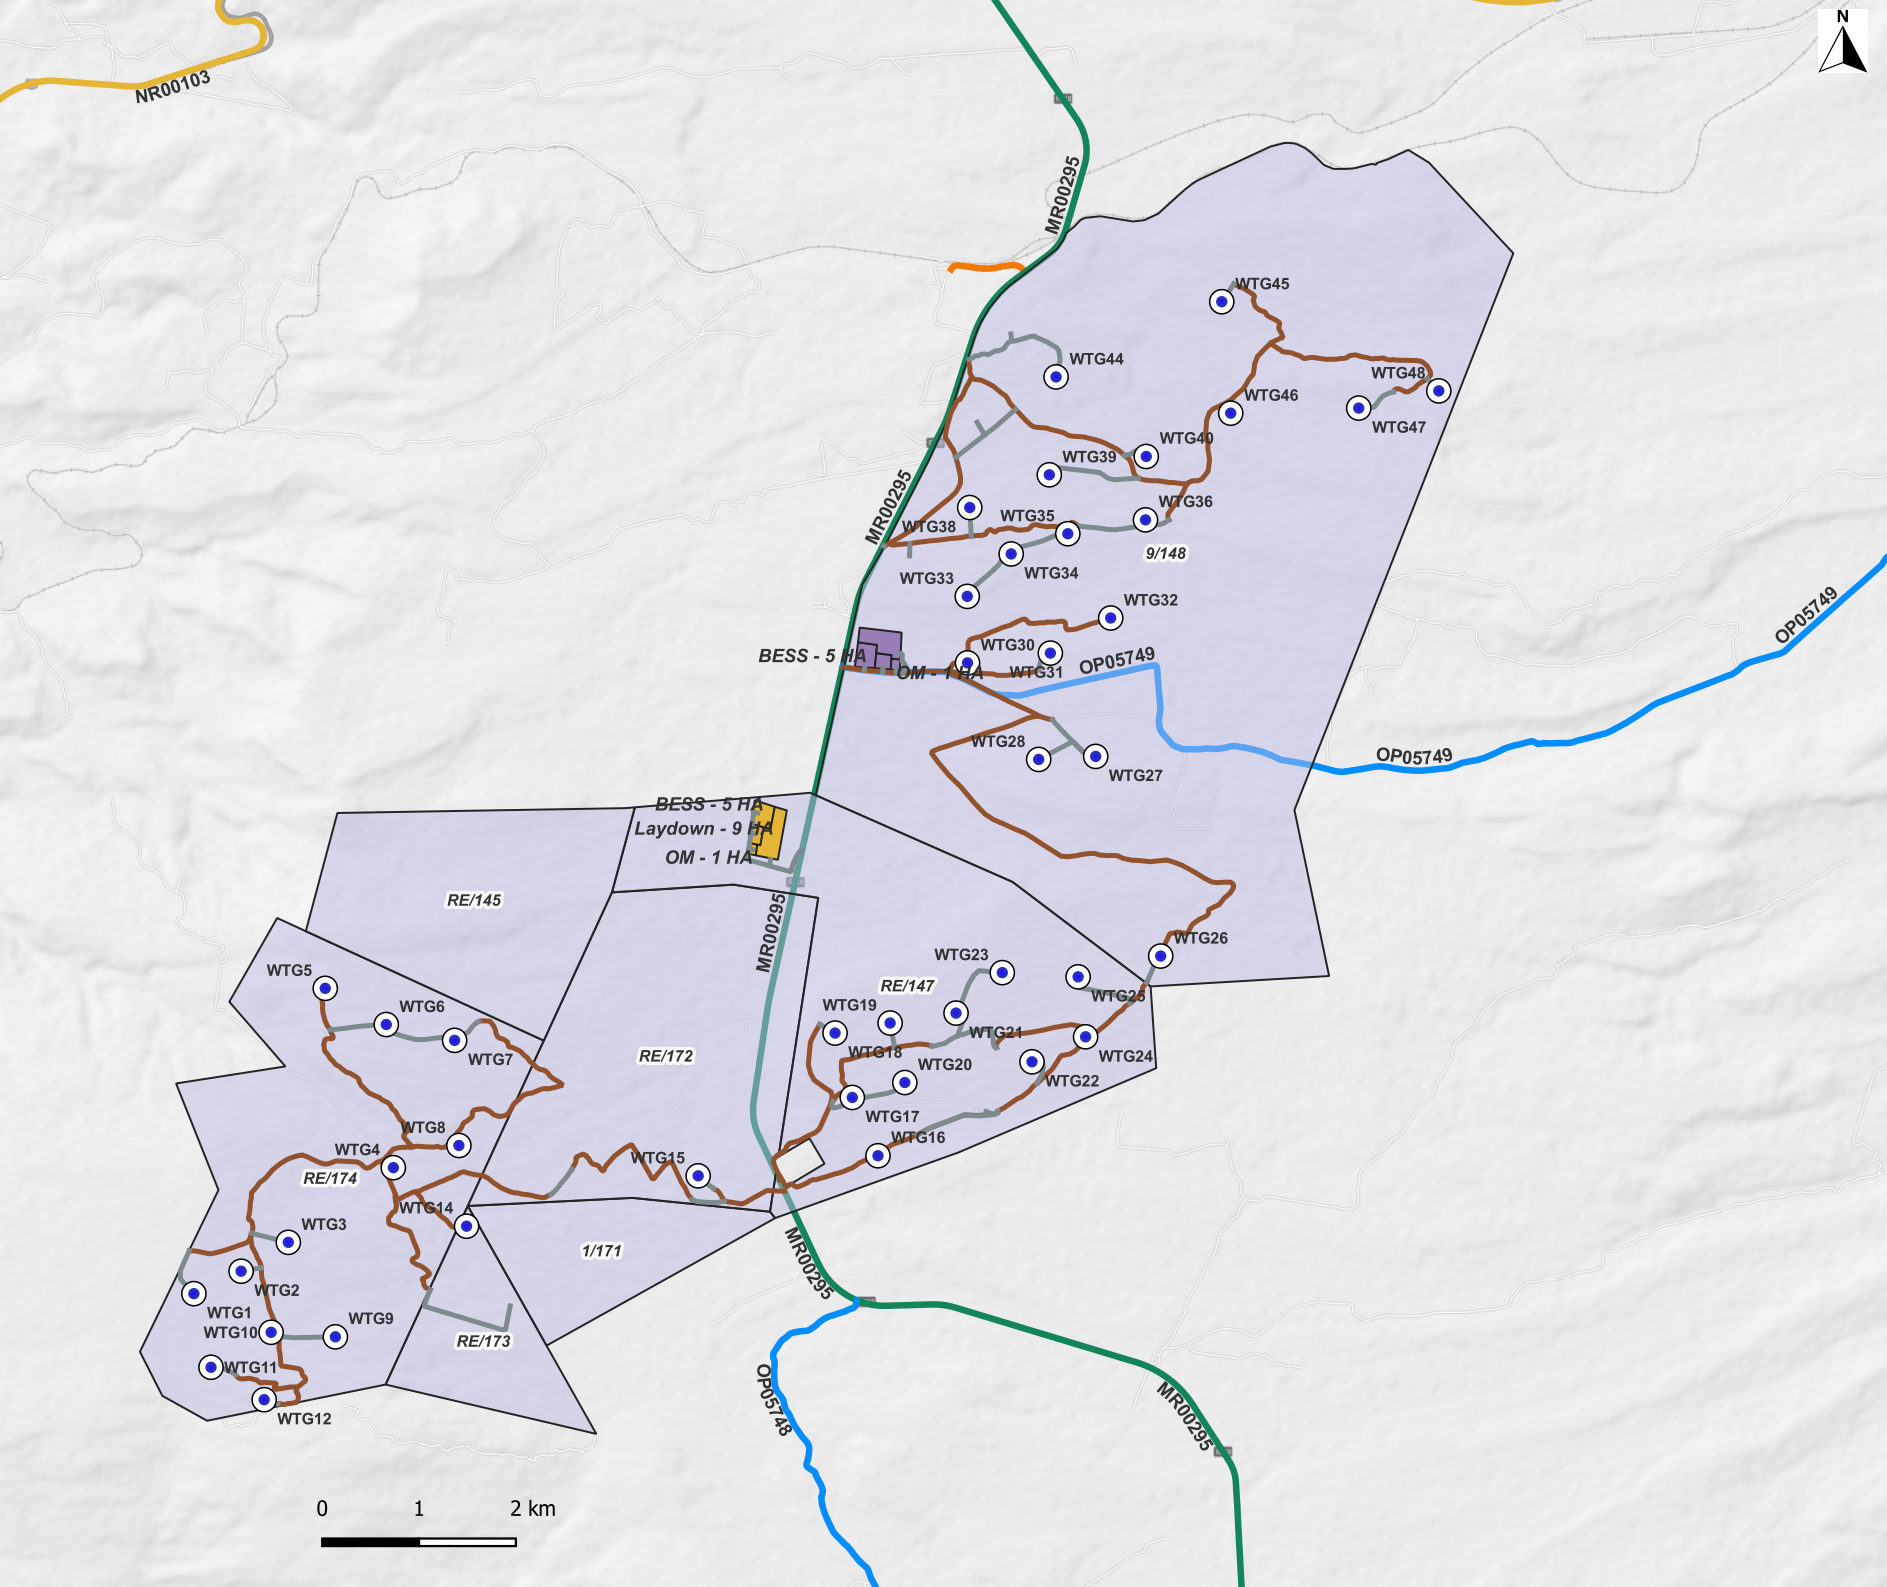 N
NR00103
MR00295
WTG45
WTG44
WTG48
WTG46
WTG47
WTG40
WTG39
MR00295
WTG36
WTG35
WTG38
9/148
WTG34
WTG33
WTG32
OP05749
WTG30
BESS - 5 HA
OM - 1 HA
WTG31
OP05749
WTG28
OP05749
WTG27
BESS - 5 HA
Laydown - 9 HA
OM - 1 HA
RE/145
MR00295
WTG26
WTG23
WTG5
RE/147
WTG25
WTG19
WTG6
WTG21
WTG18
RE/172
WTG24
WTG7
WTG20
WTG22
WTG17
WTG8
WTG16
WTG4
WTG15
RE/174
WTG14
WTG3
1/171
MR00295
WTG2
WTG1
WTG9
WTG10
RE/173
WTG11
OP05748
MR00295
WTG12
0 1 2 km